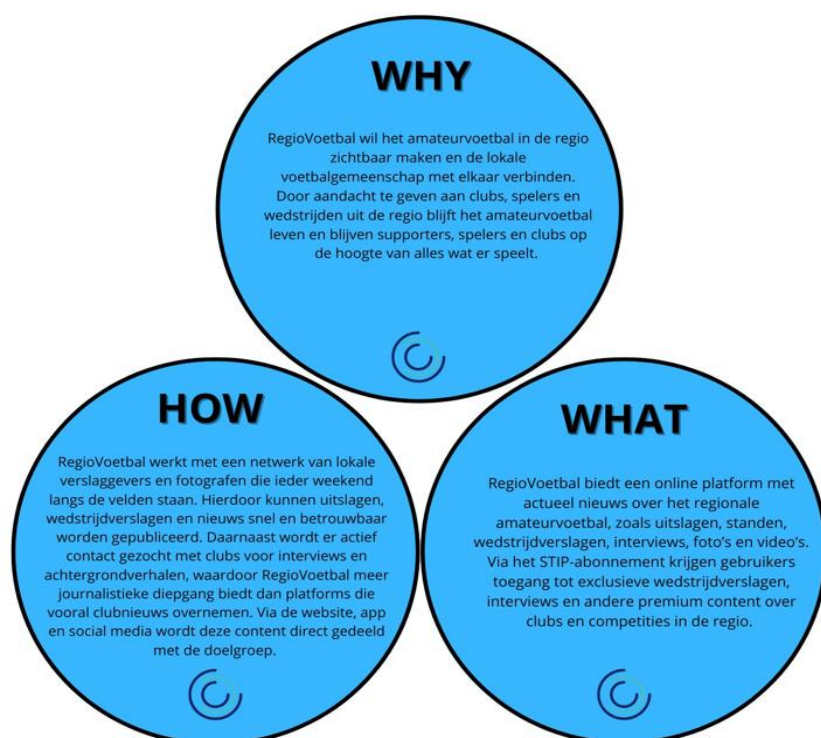 WHY
RegioVoetbal wil het amateurvoetbal in de regio
zichtbaar maken en de lokale
voetbalgemeenschap met elkaar verbinden.
Door aandacht te geven aan clubs, spelers en
wedstrijden uit de regio blijft het amateurvoetbal
leven en blijven supporters, spelers en clubs op
de hoogte van alles wat er speelt.
HOW
RegioVoetbal werkt met een netwerk van lokale
verslaggevers en fotografen die ieder weekend
langs de velden staan. Hierdoor kunnen uitslagen,
wedstrijdverslagen en nieuws snel en betrouwbaar
worden gepubliceerd. Daarnaast wordt er actief
contact gezocht met clubs voor interviews en
achtergrondverhalen, waardoor RegioVoetbal meer
journalistieke diepgang biedt dan platforms die
vooral clubnieuws overnemen. Via de website, app
en social media wordt deze content direct gedeeld
met de doelgroep.
WHAT
RegioVoetbal biedt een online platform met
actueel nieuws over het regionale
amateurvoetbal, zoals uitslagen, standen,
wedstrijdverslagen, interviews, foto's en video's.
Via het STIP-abonnement krijgen gebruikers
toegang tot exclusieve wedstrijdverslagen,
interviews en andere premium content over
clubs en competities in de regio.